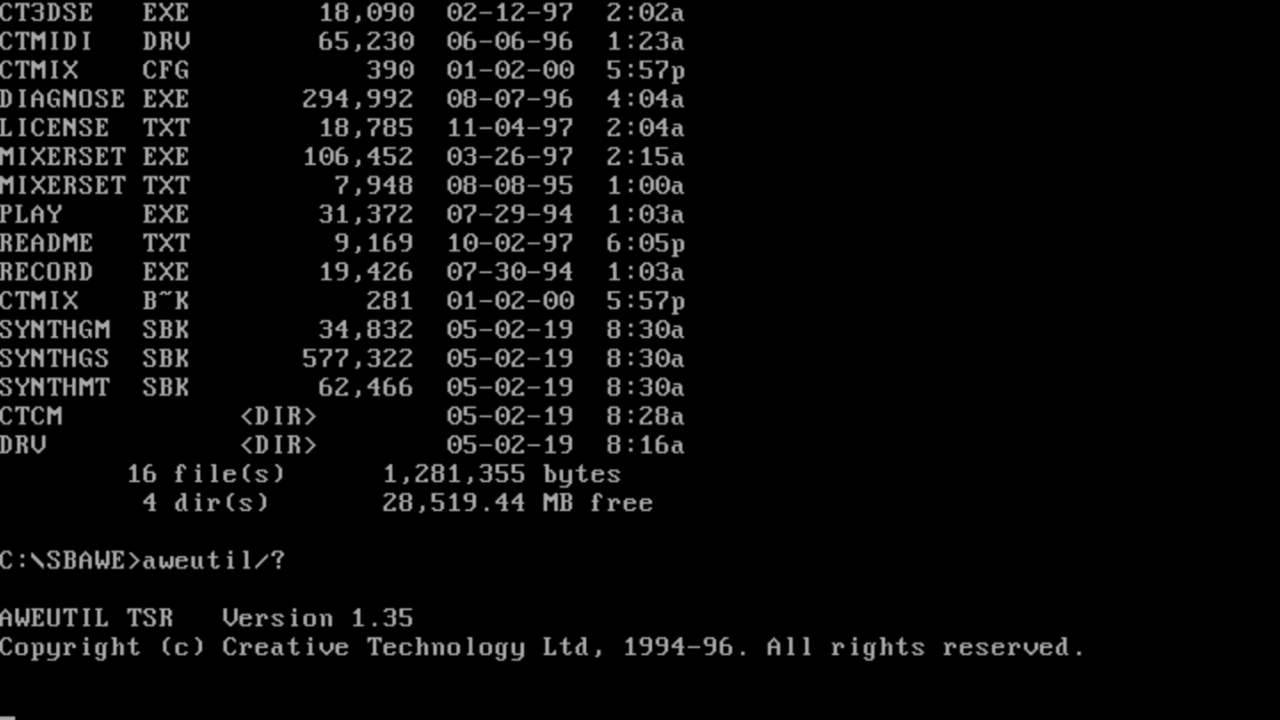 CT3DSE   EXE        18,090  02-12-97  2:02a
CTMIDI   DRV        65,230  06-06-96  1:23a
CTMIX    CFG           390  01-02-00  5:57p
DIAGNOSE EXE       294,992  08-07-96  4:04a
LICENSE  TXT        18,785  11-04-97  2:04a
MIXERSET EXE       106,452  03-26-97  2:15a
MIXERSET TXT         7,948  08-08-95  1:00a
PLAY     EXE        31,372  07-29-94  1:03a
README   TXT         9,169  10-02-97  6:05p
RECORD   EXE        19,426  07-30-94  1:03a
CTMIX    B~K           281  01-02-00  5:57p
SYNTHGM  SBK        34,832  05-02-19  8:30a
SYNTHGS  SBK       577,322  05-02-19  8:30a
SYNTHMT  SBK        62,466  05-02-19  8:30a
CTCM           <DIR>        05-02-19  8:28a
DRV            <DIR>        05-02-19  8:16a
        16 file(s)      1,281,355 bytes
         4 dir(s)       28,519.44 MB free
C:\SBAWE>aweutil/?
AWEUTIL TSR   Version 1.35
Copyright (c) Creative Technology Ltd, 1994-96. All rights reserved.